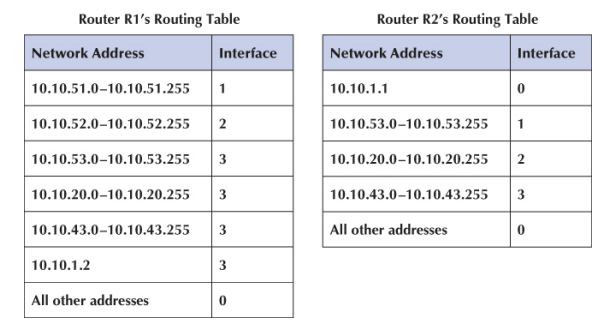 Router R1's Routing Table
Network Address Interface
10.10.51.0–10.10.51.255 1
10.10.52.0–10.10.52.255 2
10.10.53.0–10.10.53.255 3
10.10.20.0–10.10.20.255 3
10.10.43.0–10.10.43.255 3
10.10.1.2 3
All other addresses 0
Router R2's Routing Table
Network Address Interface
10.10.1.1 0
10.10.53.0–10.10.53.255 1
10.10.20.0–10.10.20.255 2
10.10.43.0–10.10.43.255 3
All other addresses 0